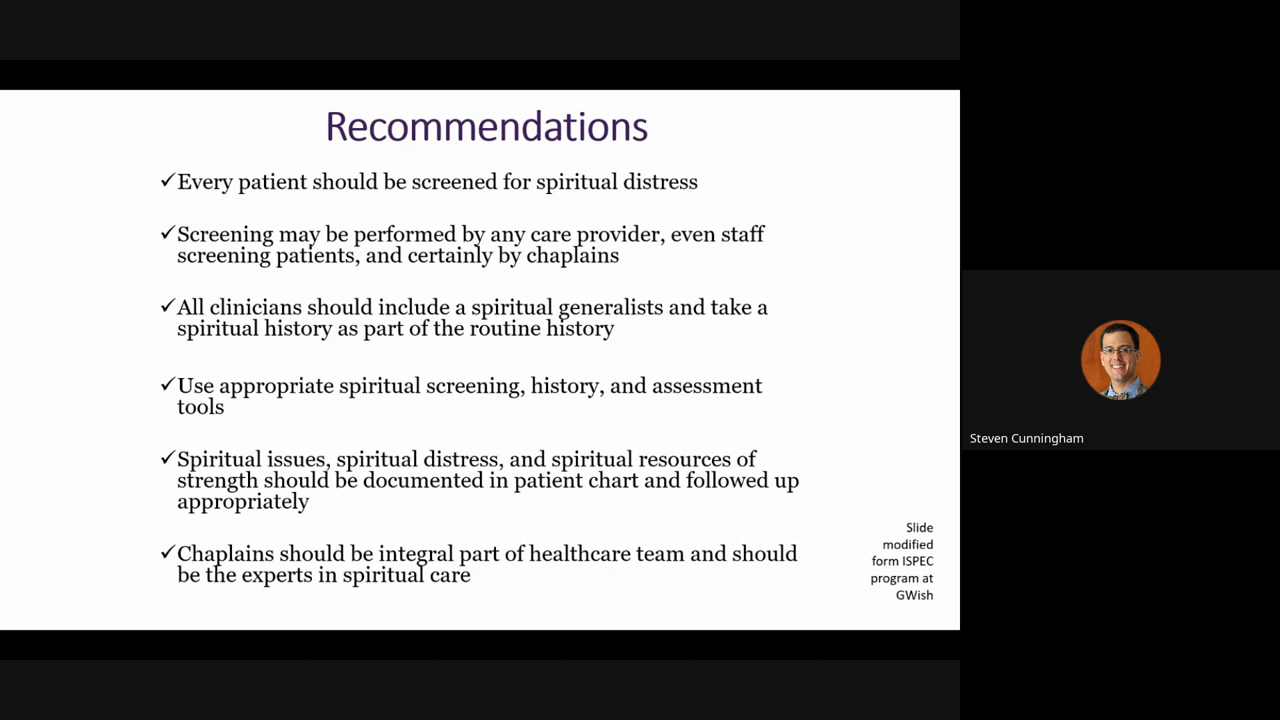 Recommendations
✓Every patient should be screened for spiritual distress
✓Screening may be performed by any care provider, even staff
screening patients, and certainly by chaplains
✓All clinicians should include a spiritual generalists and take a
spiritual history as part of the routine history
✓Use appropriate spiritual screening, history, and assessment
tools
✓Spiritual issues, spiritual distress, and spiritual resources of
strength should be documented in patient chart and followed up
appropriately
✓Chaplains should be integral part of healthcare team and should
be the experts in spiritual care
Slide
modified
form ISPEC
program at
GWish
Steven Cunningham